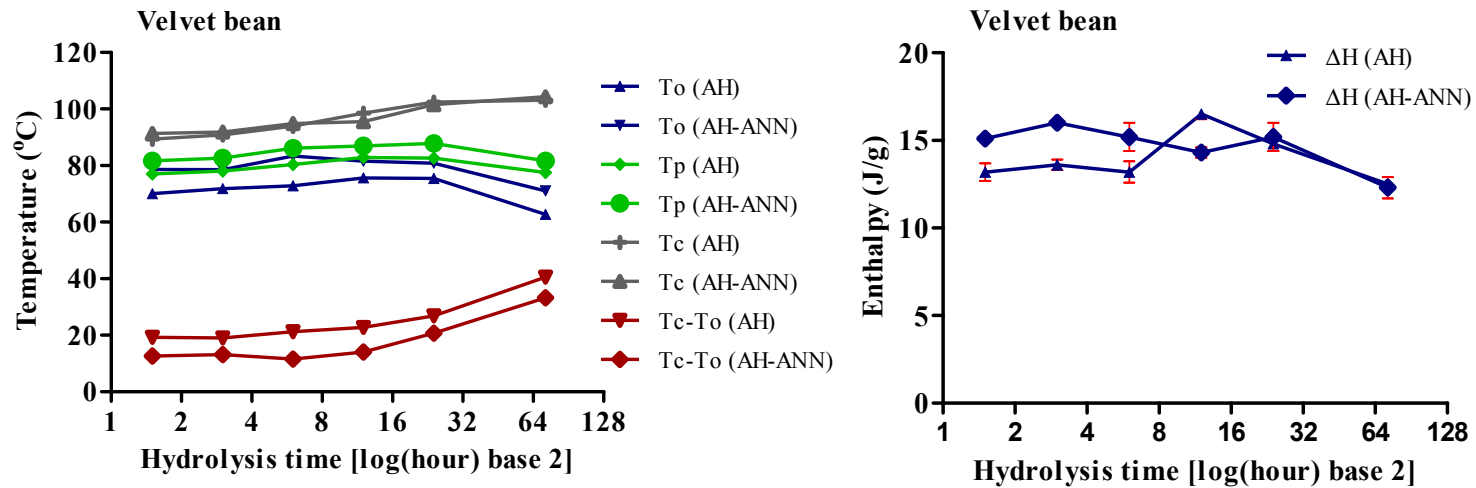 Velvet bean
120
100
80
60
40
20
0
1 2 4 8 16 32 64 128
Temperature (⁰C)
Hydrolysis time [log(hour) base 2]
To (AH)
To (AH-ANN)
Tp (AH)
Tp (AH-ANN)
Tc (AH)
Tc (AH-ANN)
Tc-To (AH)
Tc-To (AH-ANN)
Velvet bean
20
15
10
5
0
1 2 4 8 16 32 64 128
Enthalpy (J/g)
Hydrolysis time [log(hour) base 2]
ΔH (AH)
ΔH (AH-ANN)